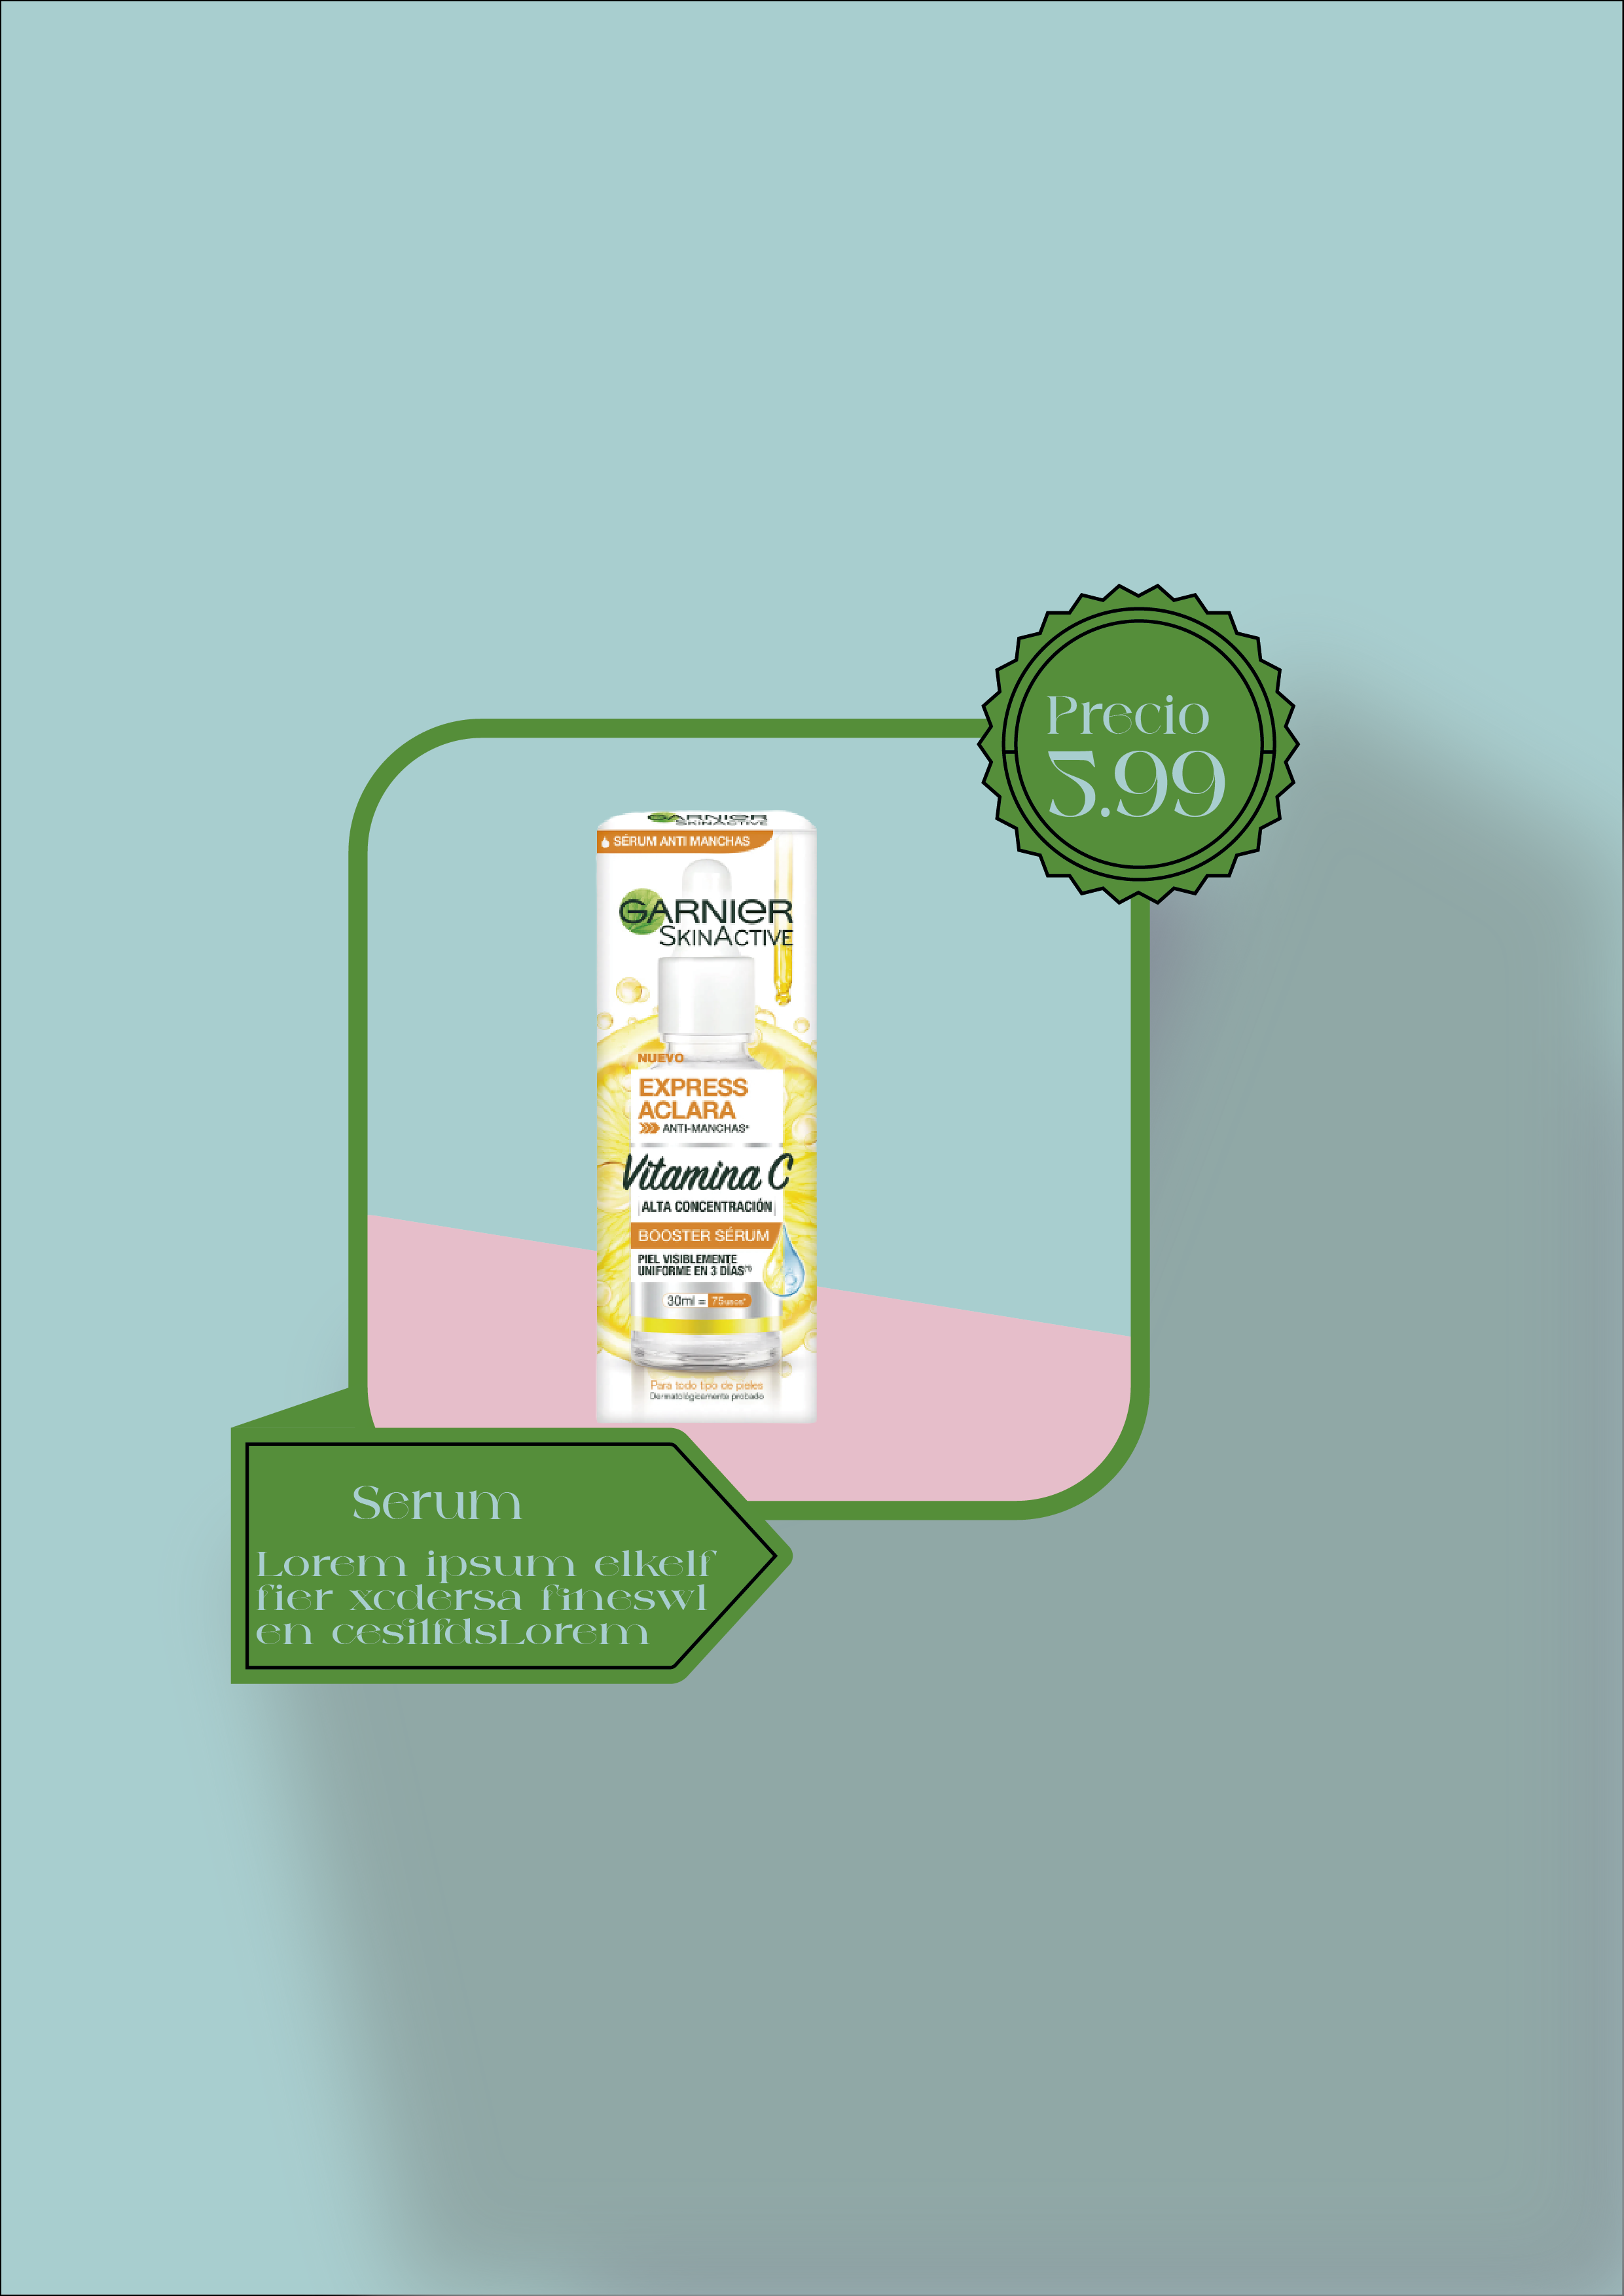 Precio
5.99
GARNIER
SKINACTIVE
SÉRUM ANTI MANCHAS
GARNIER
SKINACTIVE
NUEVO
EXPRESS
ACLARA
ANTI-MANCHAS*
Vitamina C
ALTA CONCENTRACIÓN
BOOSTER SÉRUM
PIEL VISIBLEMENTE
UNIFORME EN 3 DÍAS
30ml = 75
Para todo tipo de pieles
Dermatológicamente probado
Serum
Lorem ipsum elkelf
fier xcdersa fineswl
en cesilfdsLorem